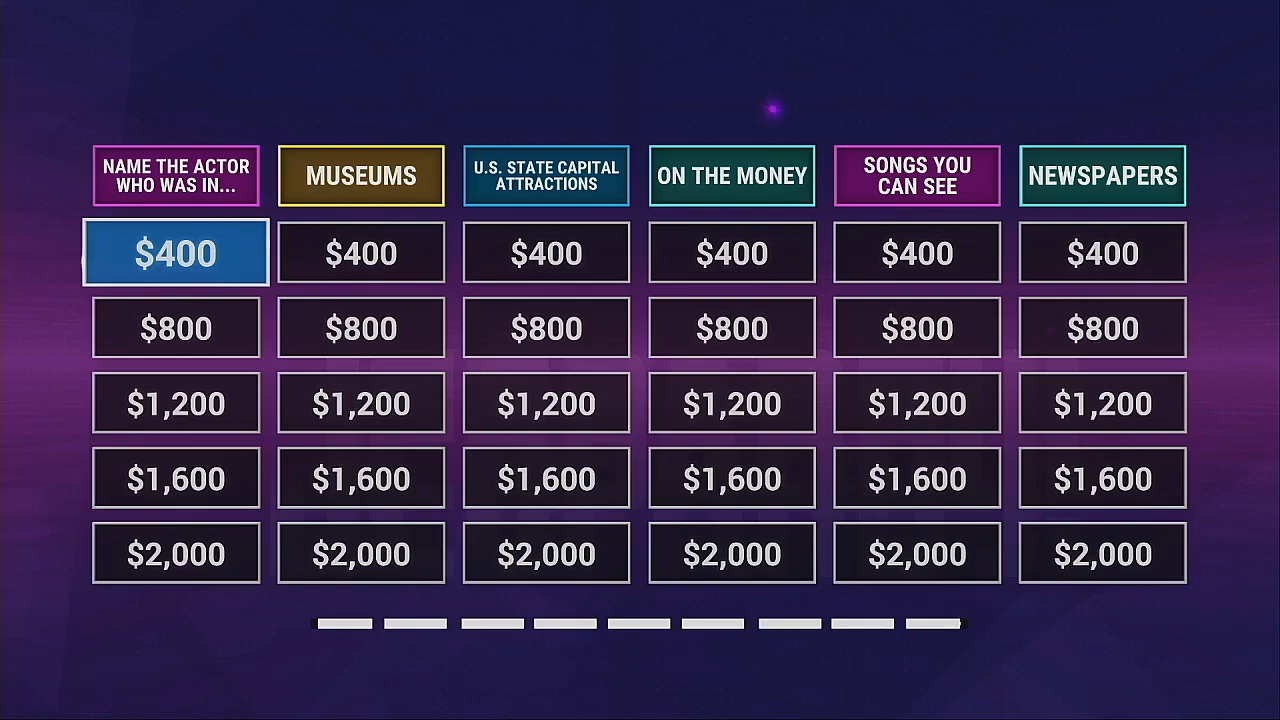 NAME THE ACTOR
WHO WAS IN...
MUSEUMS
U.S. STATE CAPITAL
ATTRACTIONS
ON THE MONEY
SONGS YOU
CAN SEE
NEWSPAPERS
$400 $400 $400 $400 $400 $400
$800 $800 $800 $800 $800 $800
$1,200 $1,200 $1,200 $1,200 $1,200 $1,200
$1,600 $1,600 $1,600 $1,600 $1,600 $1,600
$2,000 $2,000 $2,000 $2,000 $2,000 $2,000